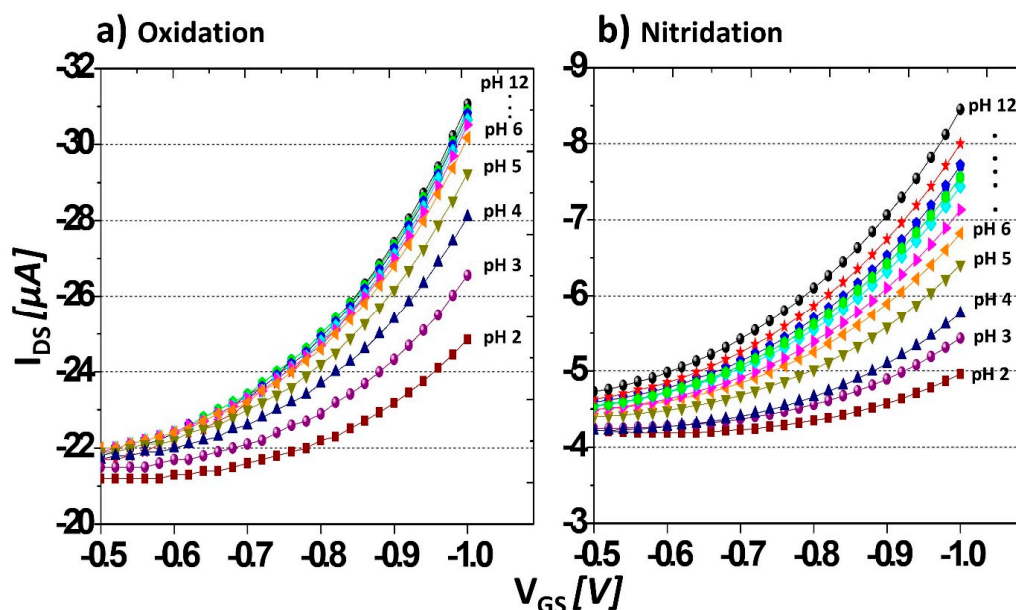 a) Oxidation
b) Nitridation
-32
-30
-28
-26
-24
-22
-20
pH 12
pH 6
pH 5
pH 4
pH 3
pH 2
-9
-8
-7
-6
-5
-4
-3
pH 12
pH 6
pH 5
pH 4
pH 3
pH 2
-0.5 -0.6 -0.7 -0.8 -0.9 -1.0
-0.5 -0.6 -0.7 -0.8 -0.9 -1.0
I_DS [µA]
V_GS [V]